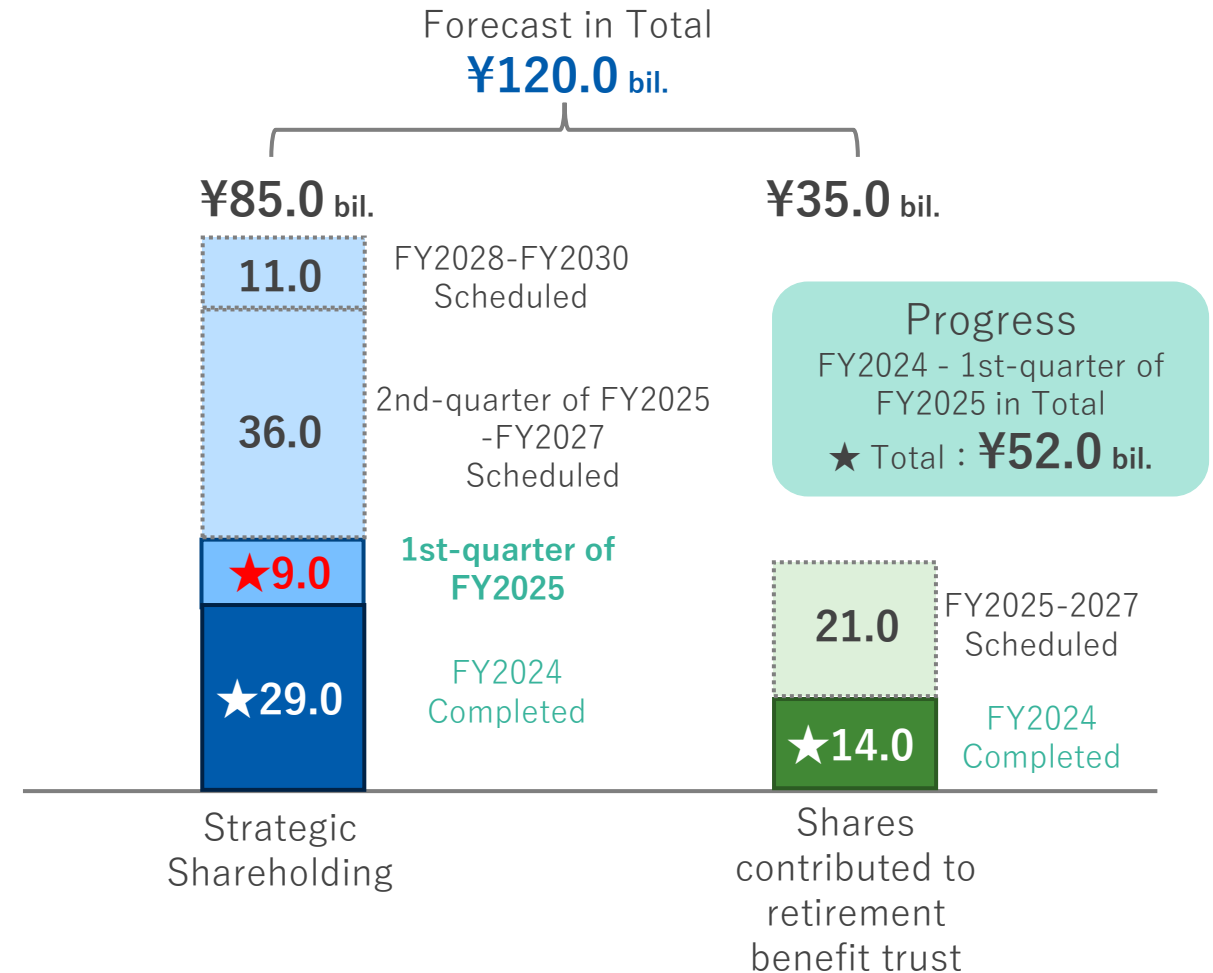 Forecast in Total
¥120.0 bil.
¥85.0 bil.
11.0
FY2028-FY2030
Scheduled
36.0
2nd-quarter of FY2025
-FY2027
Scheduled
★9.0
1st-quarter of
FY2025
★29.0
FY2024
Completed
Strategic
Shareholding
¥35.0 bil.
Progress
FY2024 - 1st-quarter of
FY2025 in Total
★ Total：¥52.0 bil.
21.0
FY2025-2027
Scheduled
★14.0
FY2024
Completed
Shares
contributed to
retirement
benefit trust